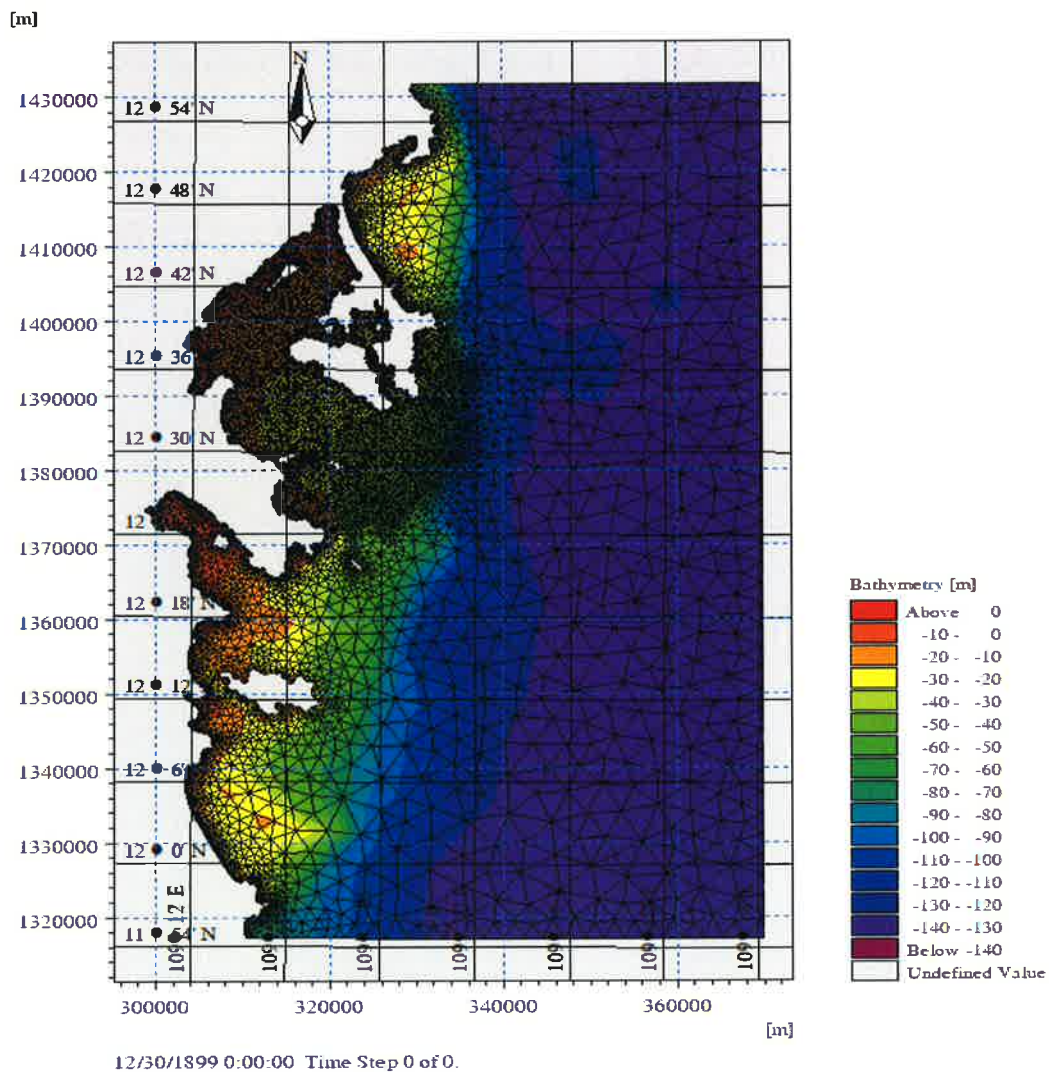 [m]
N
1430000
12 54' N
1420000
12 48' N
1410000
12 42' N
1400000
12 36'
1390000
12 30' N
1380000
12
1370000
12 18' N
1360000
12 12'
1350000
12 6'
1340000
12 0' N
1330000
12 E
1320000
11 54' N
109 109 109 109 109 109 109
300000 320000 340000 360000
[m]
Bathymetry [m]
Above 0
-10 - 0
-20 - -10
-30 - -20
-40 - -30
-50 - -40
-60 - -50
-70 - -60
-80 - -70
-90 - -80
-100 - -90
-110 - -100
-120 - -110
-130 - -120
-140 - -130
Below -140
Undefined Value
12/30/1899 0:00:00 Time Step 0 of 0.